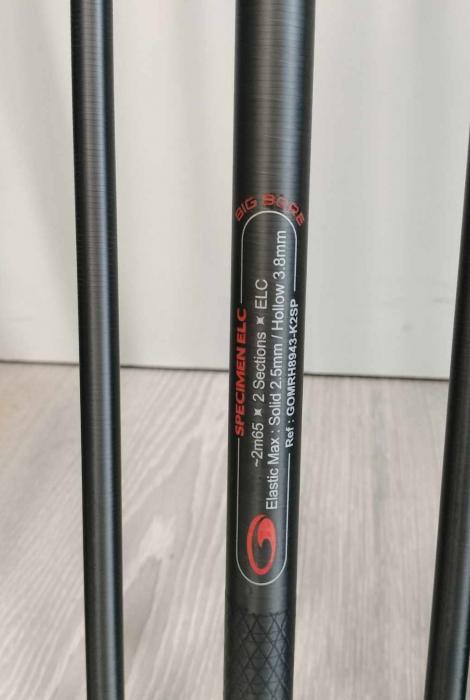 BIG BORE
SPECIMEN ELC
~2m65 ¤ 2 Sections ¤ ELC
Elastic Max : Solid 2.5mm / Hollow 3.8mm
Ref : GOMRH8943-K2SP